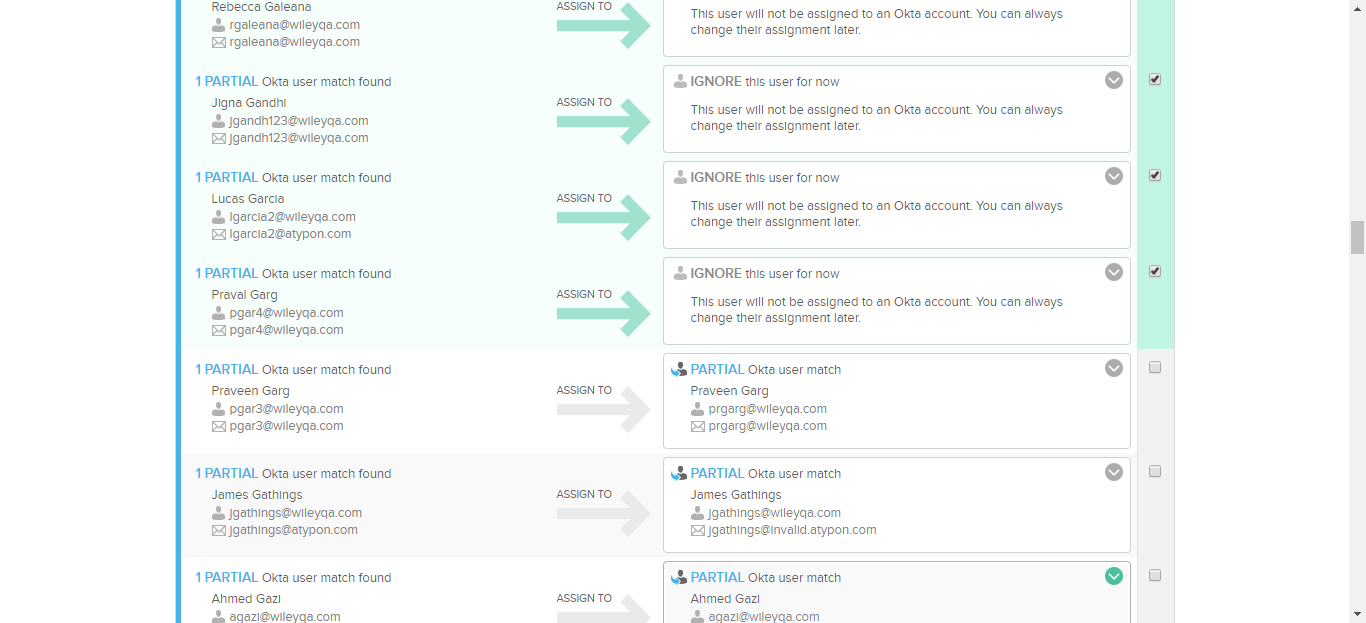 Rebecca Galeana
rgaleana@wileyqa.com
rgaleana@wileyqa.com
ASSIGN TO
This user will not be assigned to an Okta account. You can always
change their assignment later.
1 PARTIAL Okta user match found
Jigna Gandhi
jgandh123@wileyqa.com
jgandh123@wileyqa.com
ASSIGN TO
IGNORE this user for now
This user will not be assigned to an Okta account. You can always
change their assignment later.
1 PARTIAL Okta user match found
Lucas Garcia
lgarcia2@wileyqa.com
lgarcia2@atypon.com
ASSIGN TO
IGNORE this user for now
This user will not be assigned to an Okta account. You can always
change their assignment later.
1 PARTIAL Okta user match found
Praval Garg
pgar4@wileyqa.com
pgar4@wileyqa.com
ASSIGN TO
IGNORE this user for now
This user will not be assigned to an Okta account. You can always
change their assignment later.
1 PARTIAL Okta user match found
Praveen Garg
pgar3@wileyqa.com
pgar3@wileyqa.com
ASSIGN TO
PARTIAL Okta user match
Praveen Garg
prgarg@wileyqa.com
prgarg@wileyqa.com
1 PARTIAL Okta user match found
James Gathings
jgathings@wileyqa.com
jgathings@atypon.com
ASSIGN TO
PARTIAL Okta user match
James Gathings
jgathings@wileyqa.com
jgathings@invalid.atypon.com
1 PARTIAL Okta user match found
Ahmed Gazi
agazi@wileyqa.com
ASSIGN TO
PARTIAL Okta user match
Ahmed Gazi
agazi@wileyqa.com